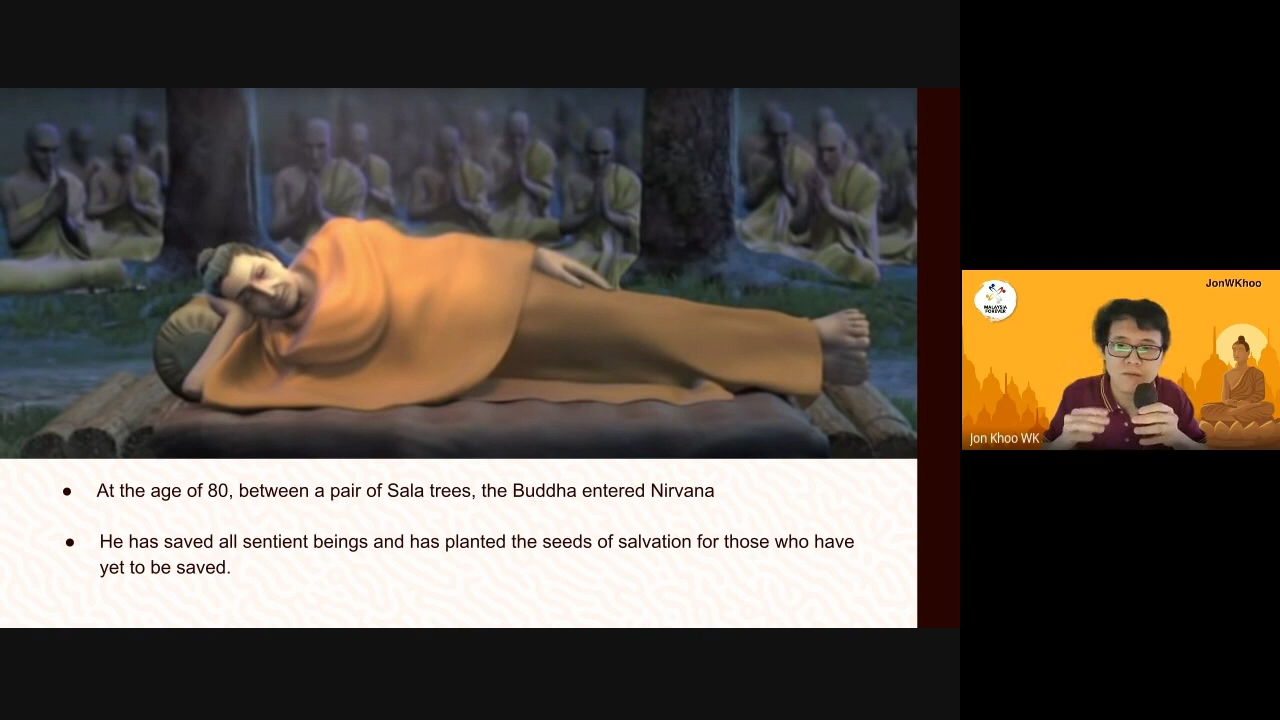 ● At the age of 80, between a pair of Sala trees, the Buddha entered Nirvana
● He has saved all sentient beings and has planted the seeds of salvation for those who have
yet to be saved.
JonWKhoo
MALAYSIA
FOREVER
Jon Khoo WK